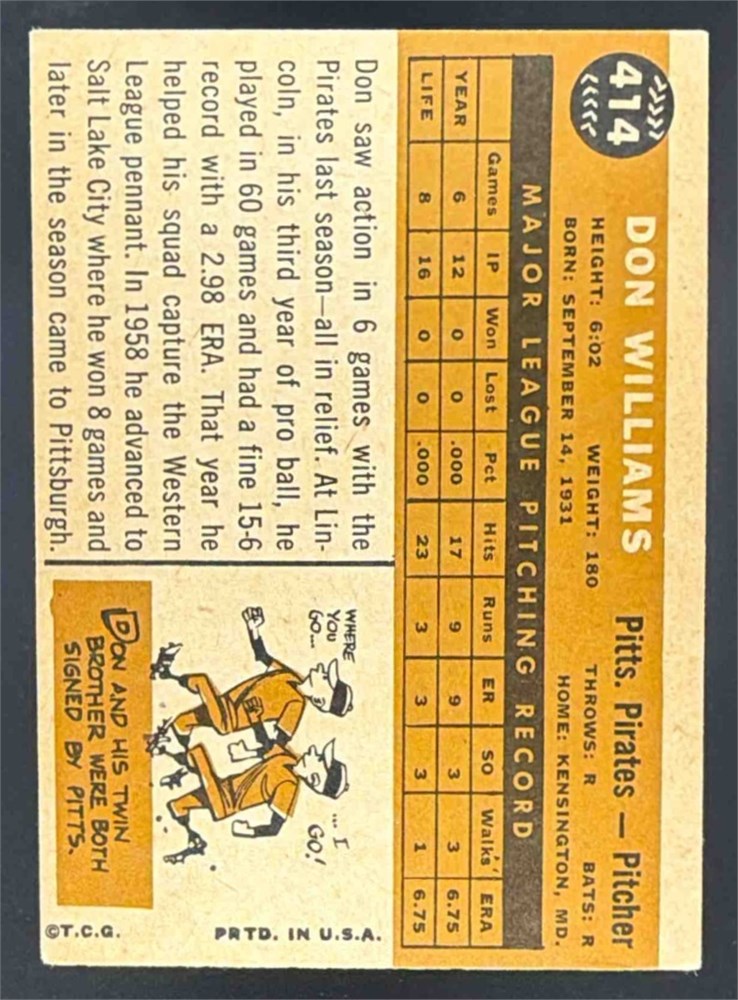 414
DON WILLIAMS Pitts. Pirates — Pitcher
HEIGHT: 6:02 WEIGHT: 180 THROWS: R BATS: R
BORN: SEPTEMBER 14, 1931 HOME: KENSINGTON, MD.
MAJOR LEAGUE PITCHING RECORD
Games IP Won Lost Pct Hits Runs ER SO Walks' ERA
YEAR 6 12 0 0 .000 17 9 9 3 3 6.75
LIFE 8 16 0 0 .000 23 3 3 3 1 6.75
Don saw action in 6 games with the
Pirates last season—all in relief. At Lin-
coln, in his third year of pro ball, he
played in 60 games and had a fine 15-6
record with a 2.98 ERA. That year he
helped his squad capture the Western
League pennant. In 1958 he advanced to
Salt Lake City where he won 8 games and
later in the season came to Pittsburgh.
WHERE
YOU
GO...
...I
GO!
DON AND HIS TWIN
BROTHER WERE BOTH
SIGNED BY PITTS.
©T.C.G. PRTD. IN U.S.A.